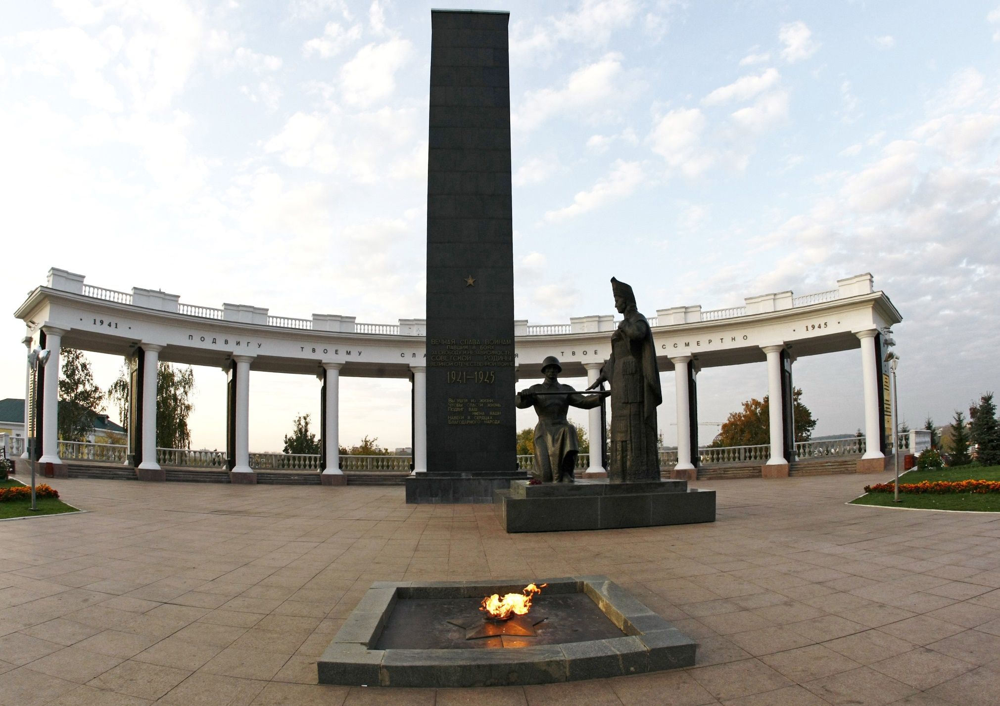 * 1941 *
ПОДВИГУ ТВОЕМУ
ТВОЕ
* 1945 *
ВЕЧНАЯ СЛАВА ВОИНАМ
ПАВШИМ В БОЯХ
ЗА СВОБОДУ И НЕЗАВИСИМОСТЬ
СОВЕТСКОЙ РОДИНЫ
В ВЕЛИКОЙ ОТЕЧЕСТВЕННОЙ ВОЙНЕ
1941–1945
ВЫ УШЛИ ИЗ ЖИЗНИ
ЧТОБЫ СПАСТИ ЖИЗНЬ
ПОДВИГ ВАШ
ИМЕНА ВАШИ
НАВЕКИ В СЕРДЦАХ
БЛАГОДАРНОГО НАРОДА